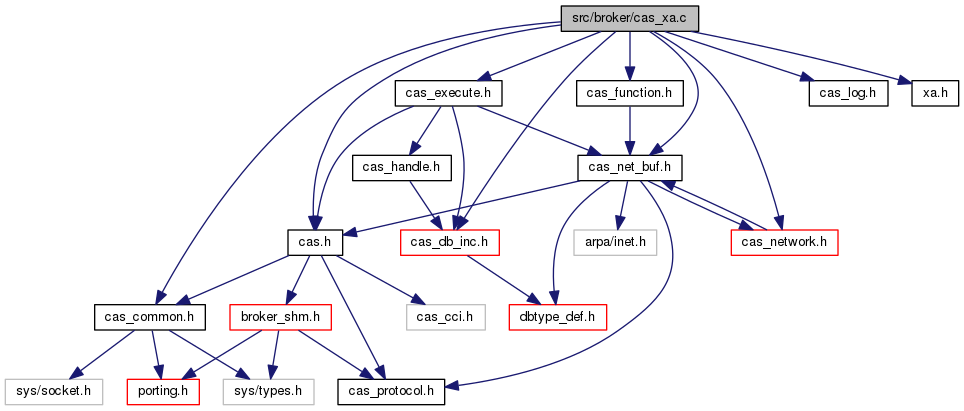 src/broker/cas_xa.c
cas_execute.h
cas_function.h
cas_log.h
xa.h
cas_handle.h
cas_net_buf.h
cas.h
cas_db_inc.h
arpa/inet.h
cas_network.h
cas_common.h
broker_shm.h
cas_cci.h
dbtype_def.h
sys/socket.h
porting.h
sys/types.h
cas_protocol.h